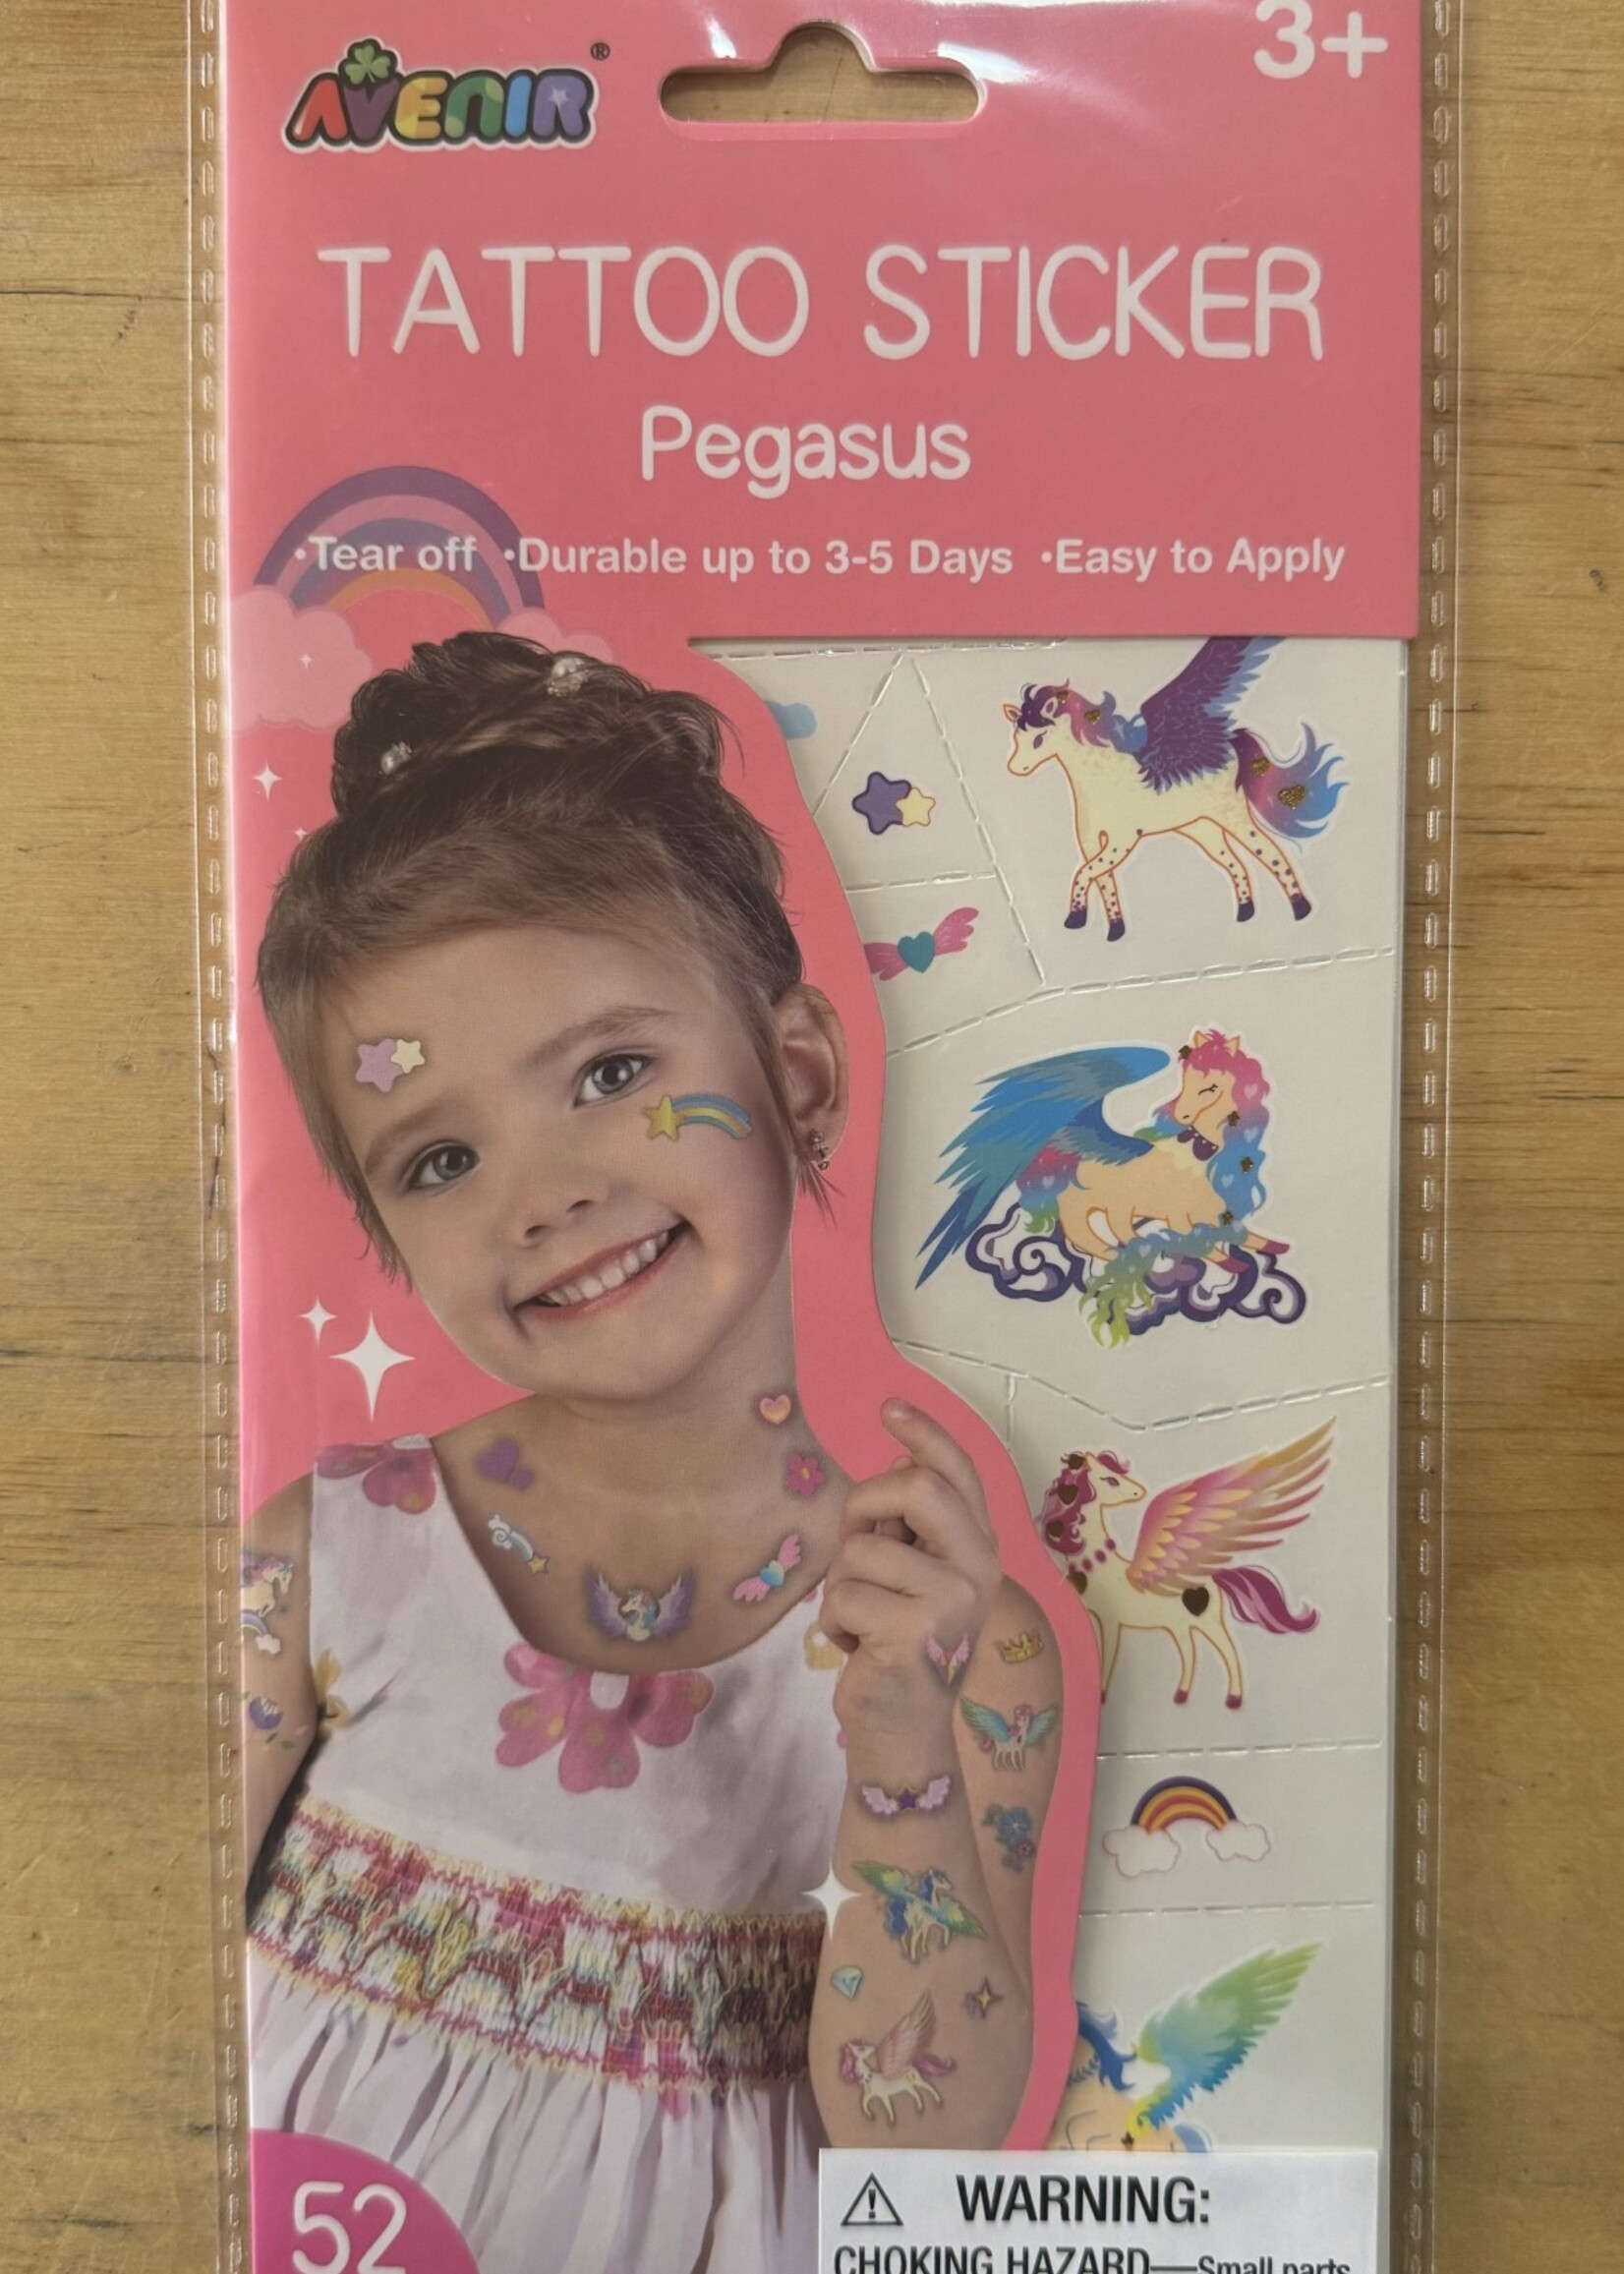 AVENIR®
3+
TATTOO STICKER
Pegasus
•Tear off •Durable up to 3-5 Days •Easy to Apply
52
WARNING:
CHOKING HAZARD—Small parts